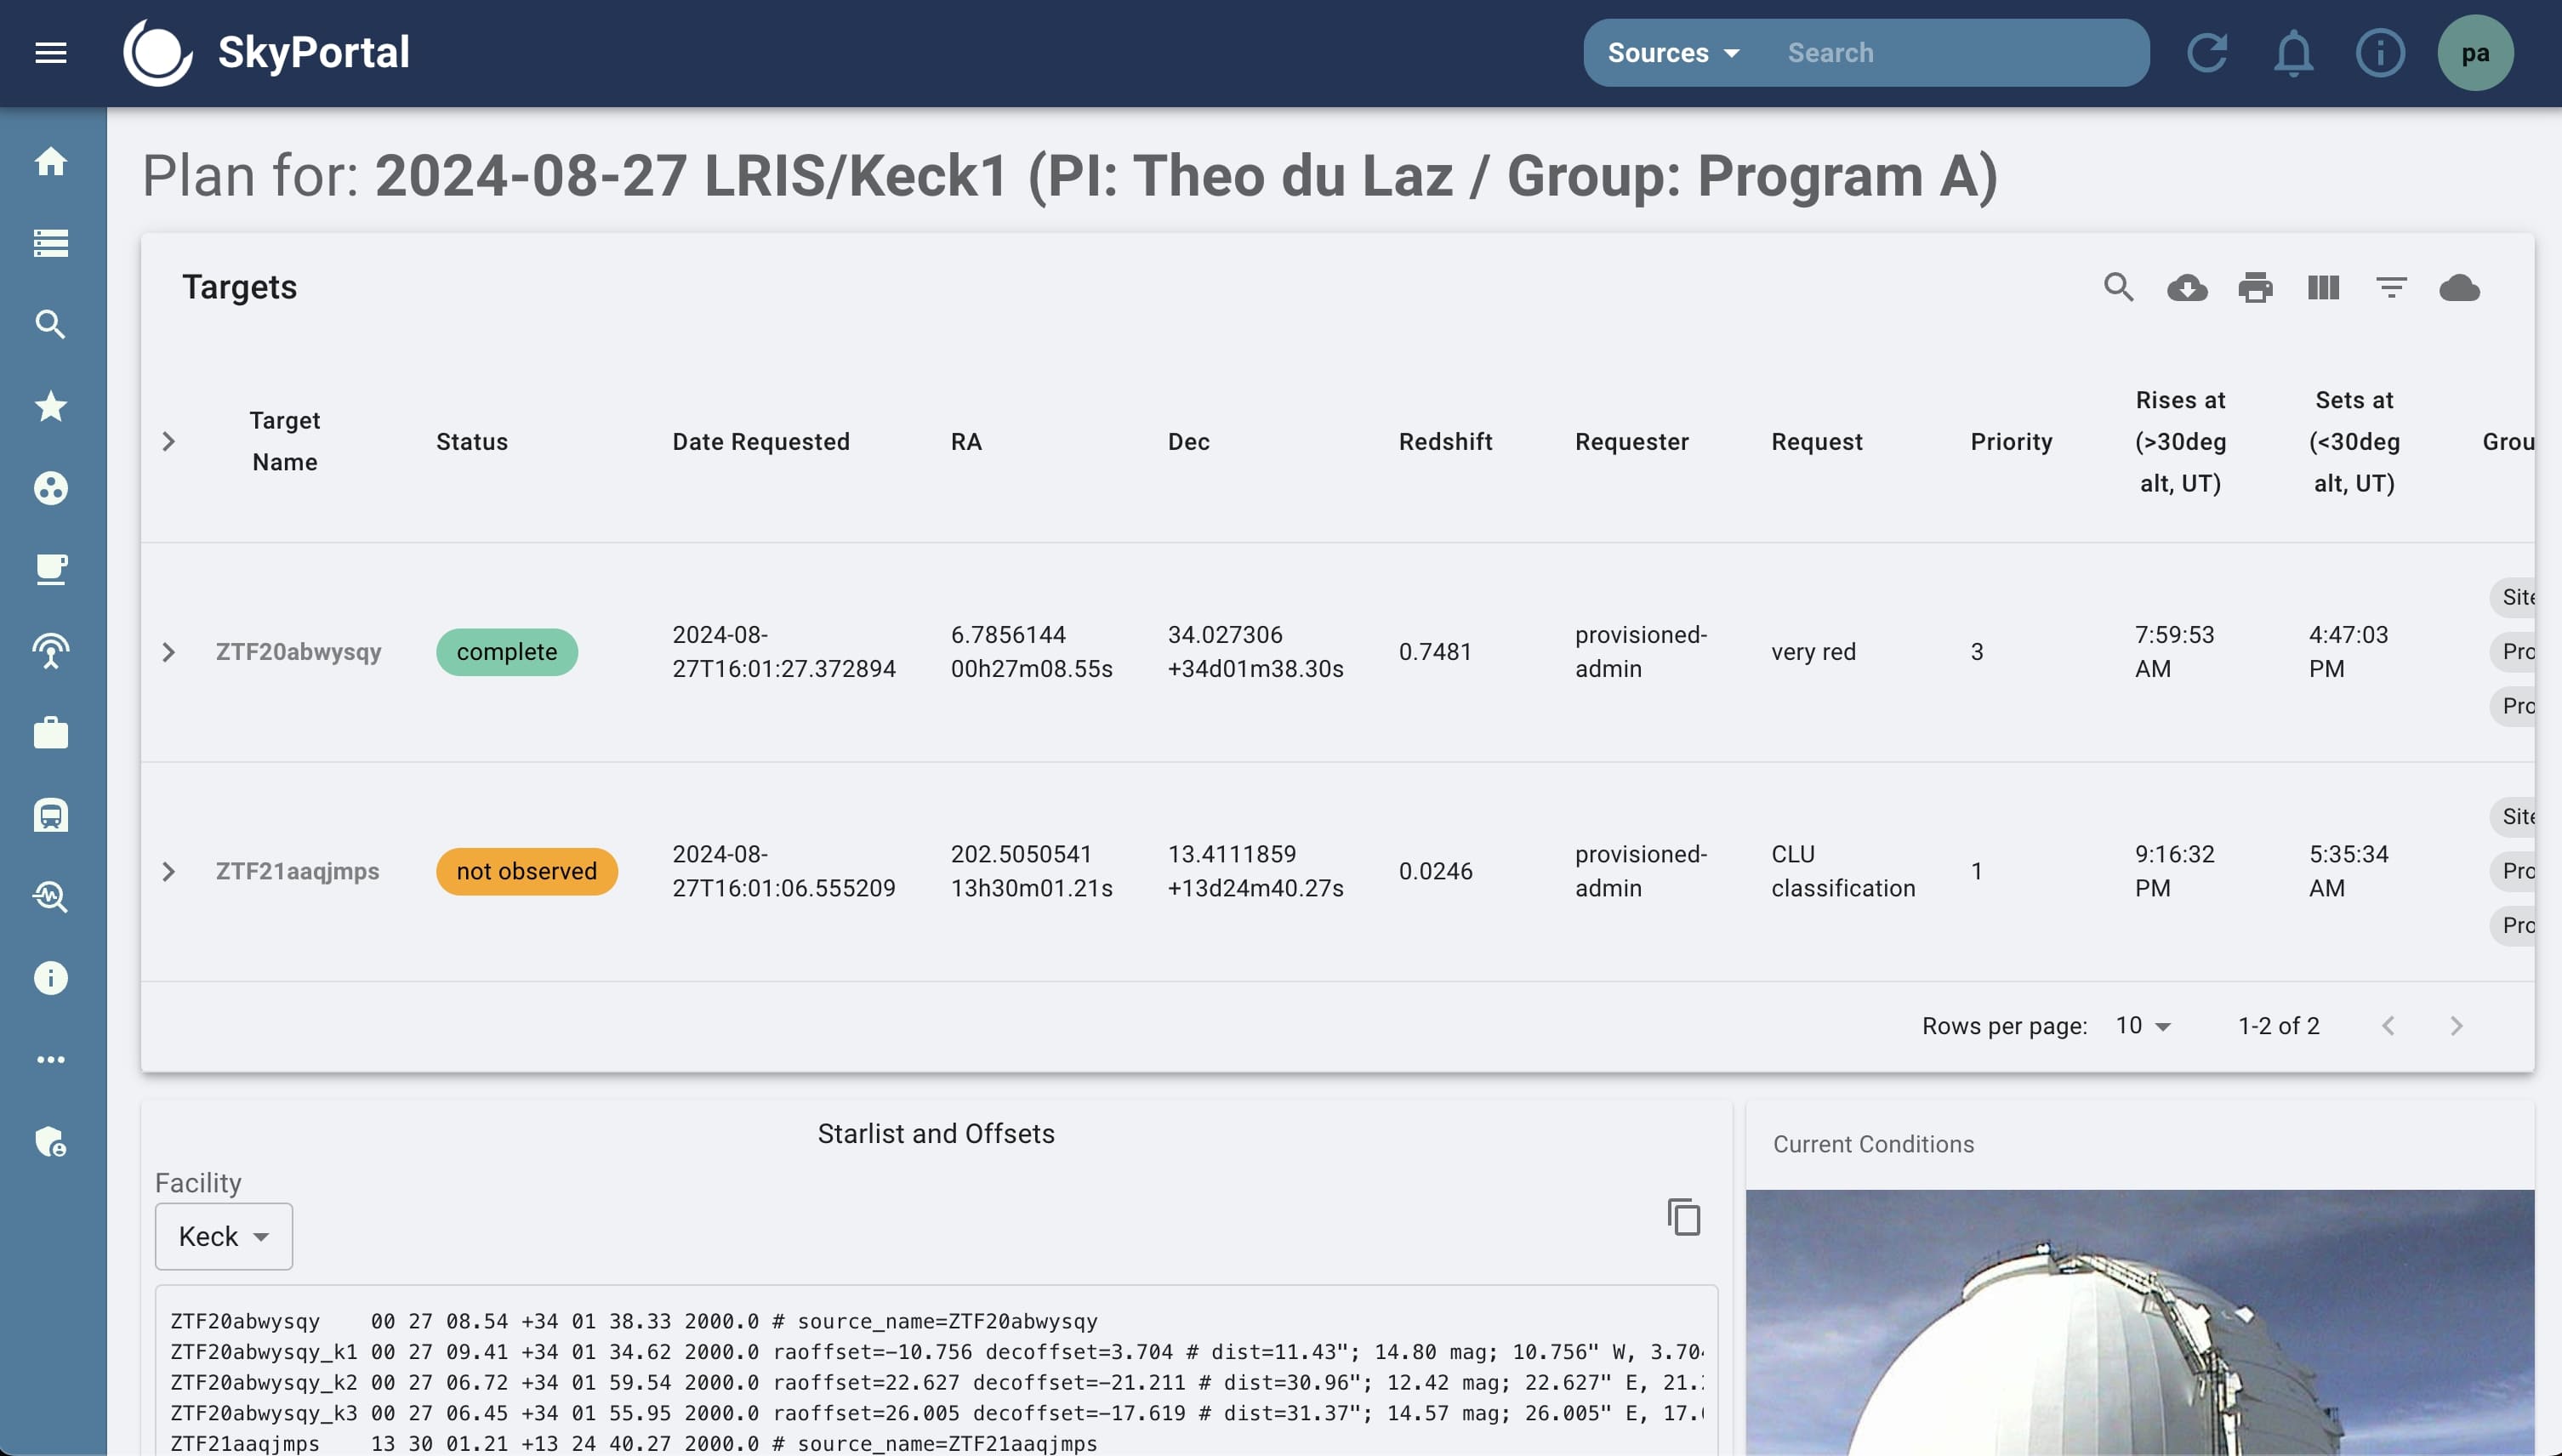 SkyPortal
Sources
Search
pa
Plan for: 2024-08-27 LRIS/Keck1 (PI: Theo du Laz / Group: Program A)
Targets
Target Name
Status
Date Requested
RA
Dec
Redshift
Requester
Request
Priority
Rises at (>30deg alt, UT)
Sets at (<30deg alt, UT)
Grou
ZTF20abwysqy
complete
2024-08-
27T16:01:27.372894
6.7856144
00h27m08.55s
34.027306
+34d01m38.30s
0.7481
provisioned-
admin
very red
3
7:59:53
AM
4:47:03
PM
Site
Pro
Pro
ZTF21aaqjmps
not observed
2024-08-
27T16:01:06.555209
202.5050541
13h30m01.21s
13.4111859
+13d24m40.27s
0.0246
provisioned-
admin
CLU
classification
1
9:16:32
PM
5:35:34
AM
Site
Pro
Pro
Rows per page: 10
1-2 of 2
Starlist and Offsets
Facility
Keck
ZTF20abwysqy 00 27 08.54 +34 01 38.33 2000.0 # source_name=ZTF20abwysqy
ZTF20abwysqy_k1 00 27 09.41 +34 01 34.62 2000.0 raoffset=-10.756 decoffset=3.704 # dist=11.43"; 14.80 mag; 10.756" W, 3.704
ZTF20abwysqy_k2 00 27 06.72 +34 01 59.54 2000.0 raoffset=22.627 decoffset=-21.211 # dist=30.96"; 12.42 mag; 22.627" E, 21.
ZTF20abwysqy_k3 00 27 06.45 +34 01 55.95 2000.0 raoffset=26.005 decoffset=-17.619 # dist=31.37"; 14.57 mag; 26.005" E, 17.
ZTF21aaqjmps 13 30 01.21 +13 24 40.27 2000.0 # source_name=ZTF21aaqjmps
Current Conditions